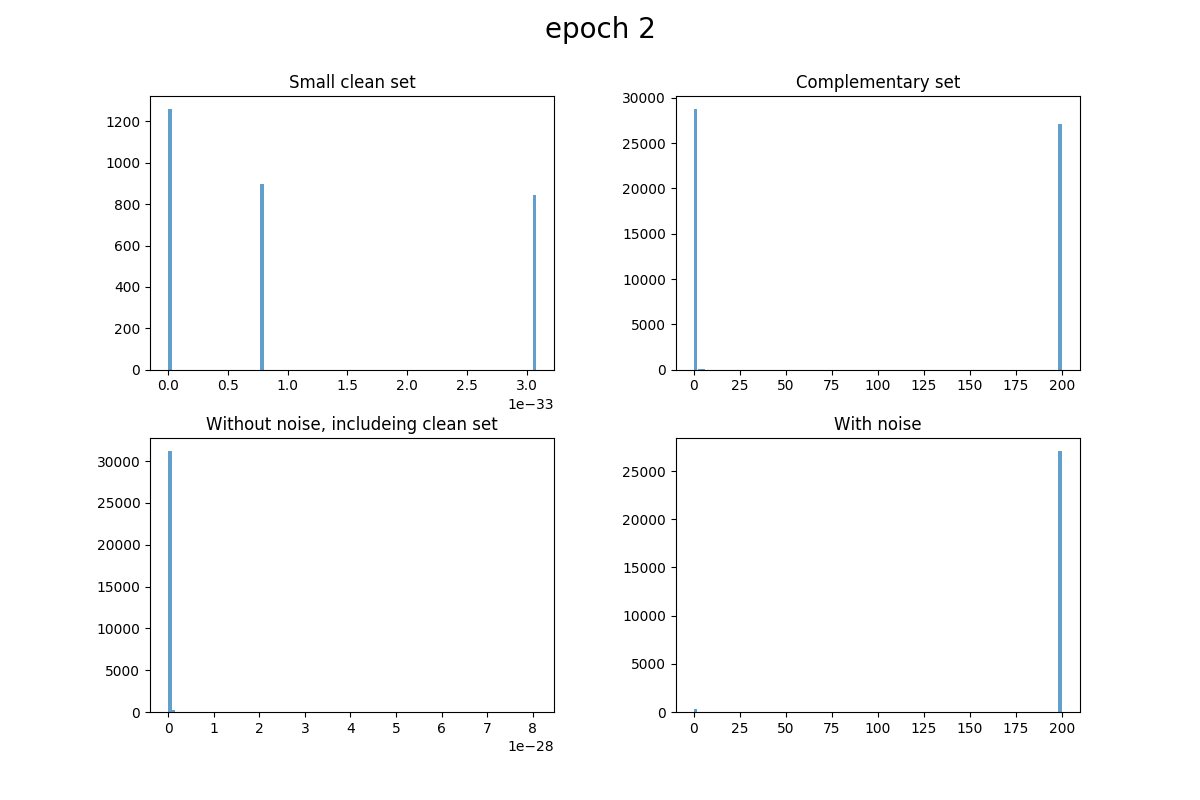 epoch 2
Small clean set
1200
1000
800
600
400
200
0
0.0 0.5 1.0 1.5 2.0 2.5 3.0
1e−33
Complementary set
30000
25000
20000
15000
10000
5000
0
0 25 50 75 100 125 150 175 200
Without noise, includeing clean set
30000
25000
20000
15000
10000
5000
0
0 1 2 3 4 5 6 7 8
1e−28
With noise
25000
20000
15000
10000
5000
0
0 25 50 75 100 125 150 175 200